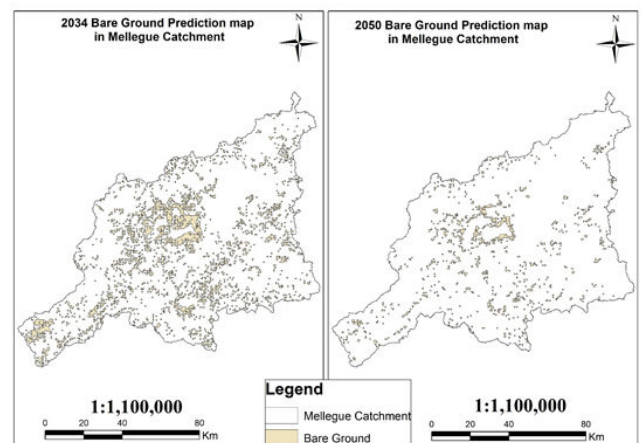 2034 Bare Ground Prediction map
in Mellegue Catchment
N
1:1,100,000
0 20 40 80
Km
2050 Bare Ground Prediction map
in Mellegue Catchment
N
1:1,100,000
0 20 40 80
Km
Legend
Mellegue Catchment
Bare Ground